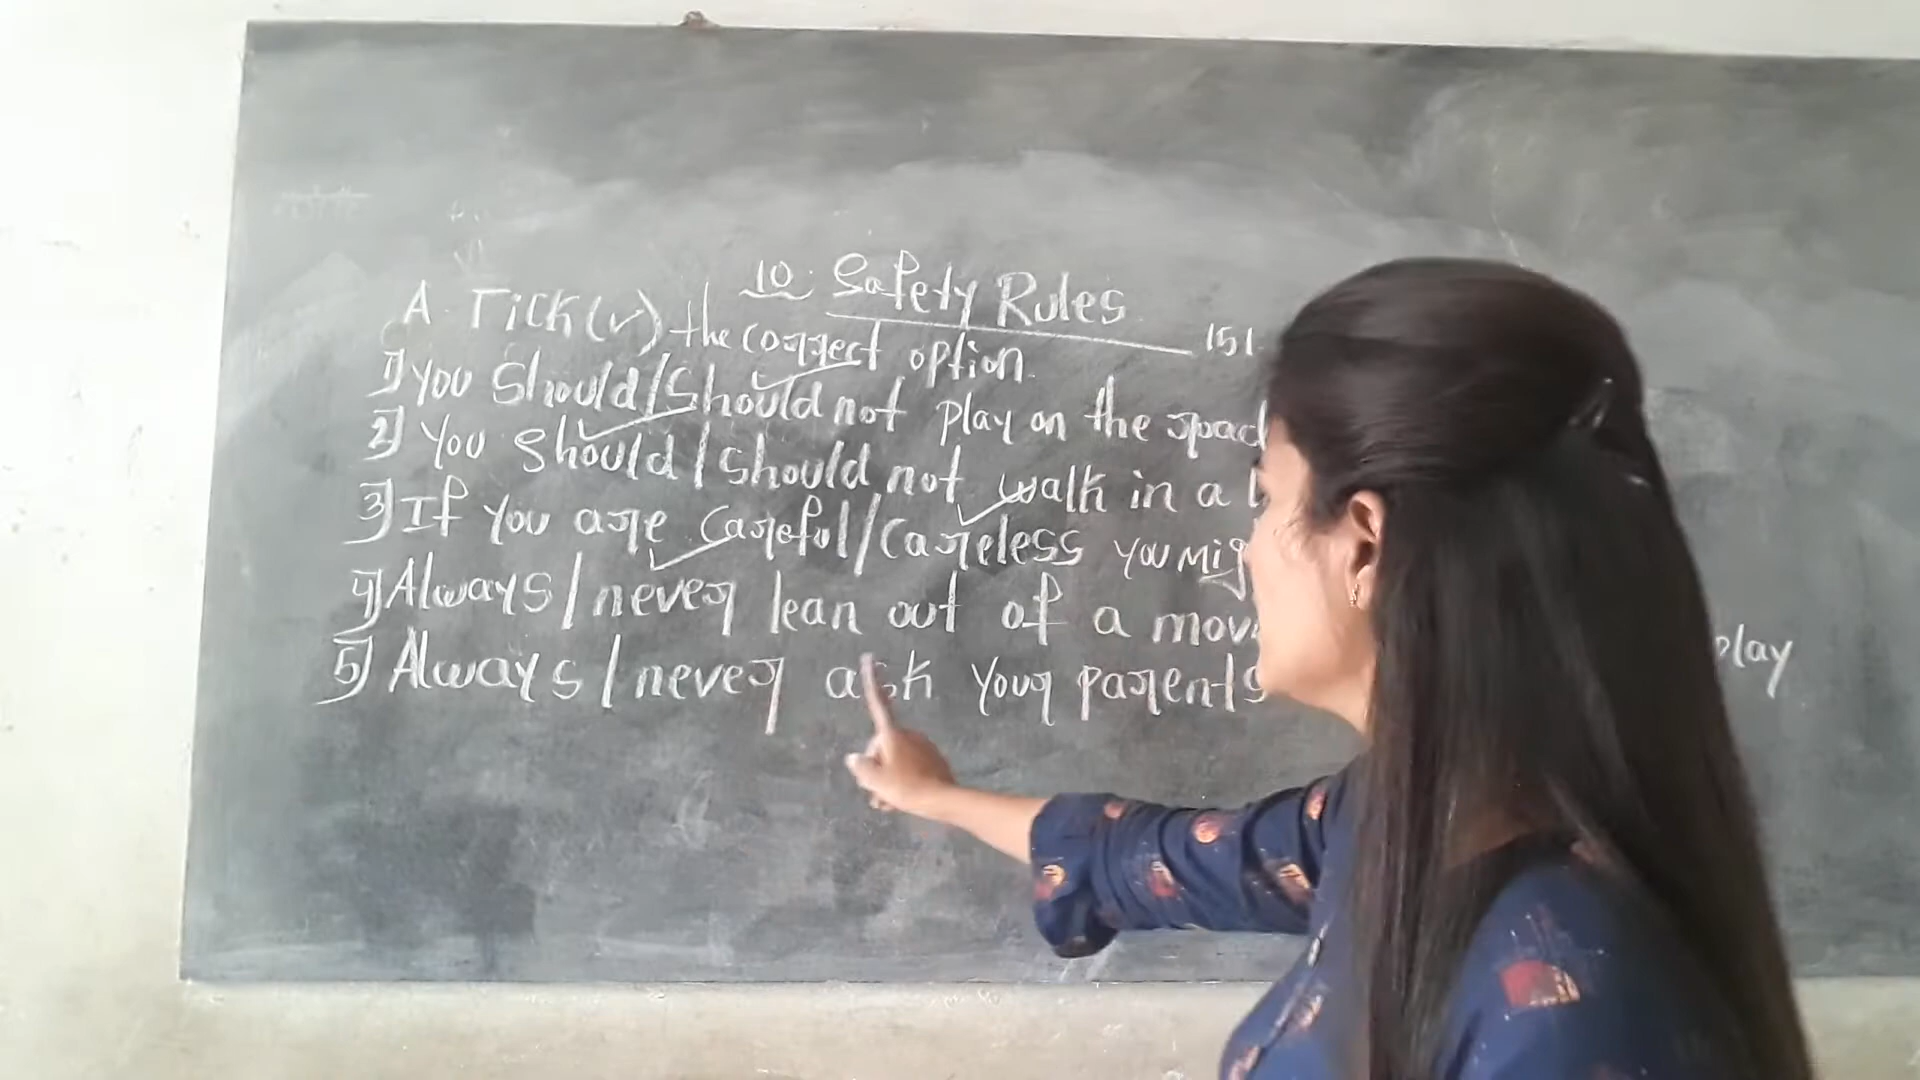 10. Safety Rules
A. Tick (✓) the correct option. 151
1) You should/should not play on the
2) You should/should not walk in a
3) If you are careful/careless you
4) Always/never lean out of a
5) Always/never ask your parents play